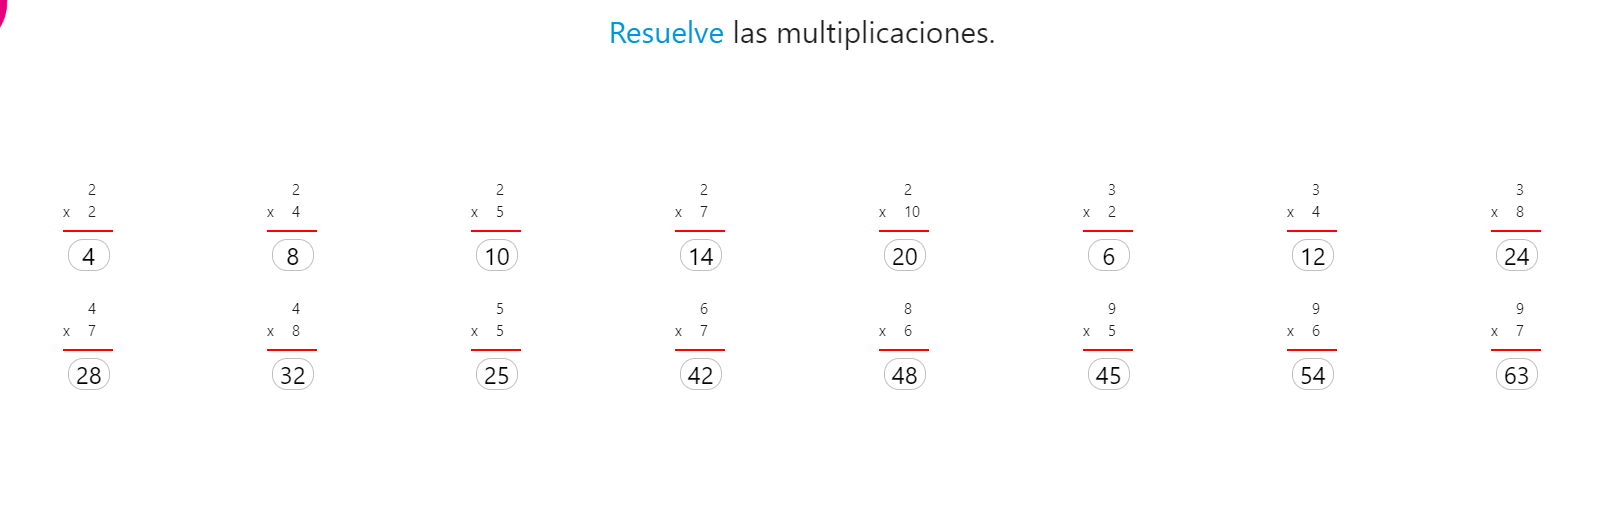 Resuelve las multiplicaciones.
2 2 2 2 2 3 3 3
x 2 x 4 x 5 x 7 x 10 x 2 x 4 x 8
4 8 10 14 20 6 12 24
4 4 5 6 8 9 9 9
x 7 x 8 x 5 x 7 x 6 x 5 x 6 x 7
28 32 25 42 48 45 54 63